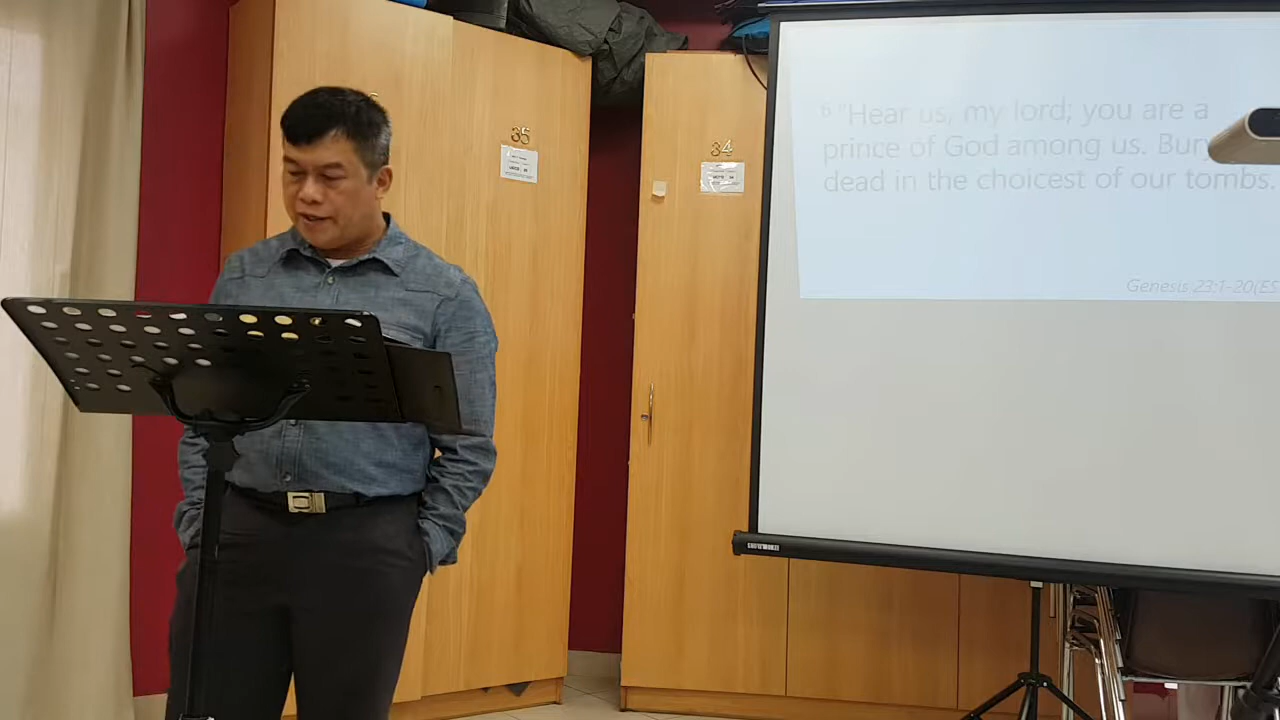 35
34
6 "Hear us, my lord; you are a
prince of God among us. Bury
dead in the choicest of our tombs.
Genesis 23:1-20(ES